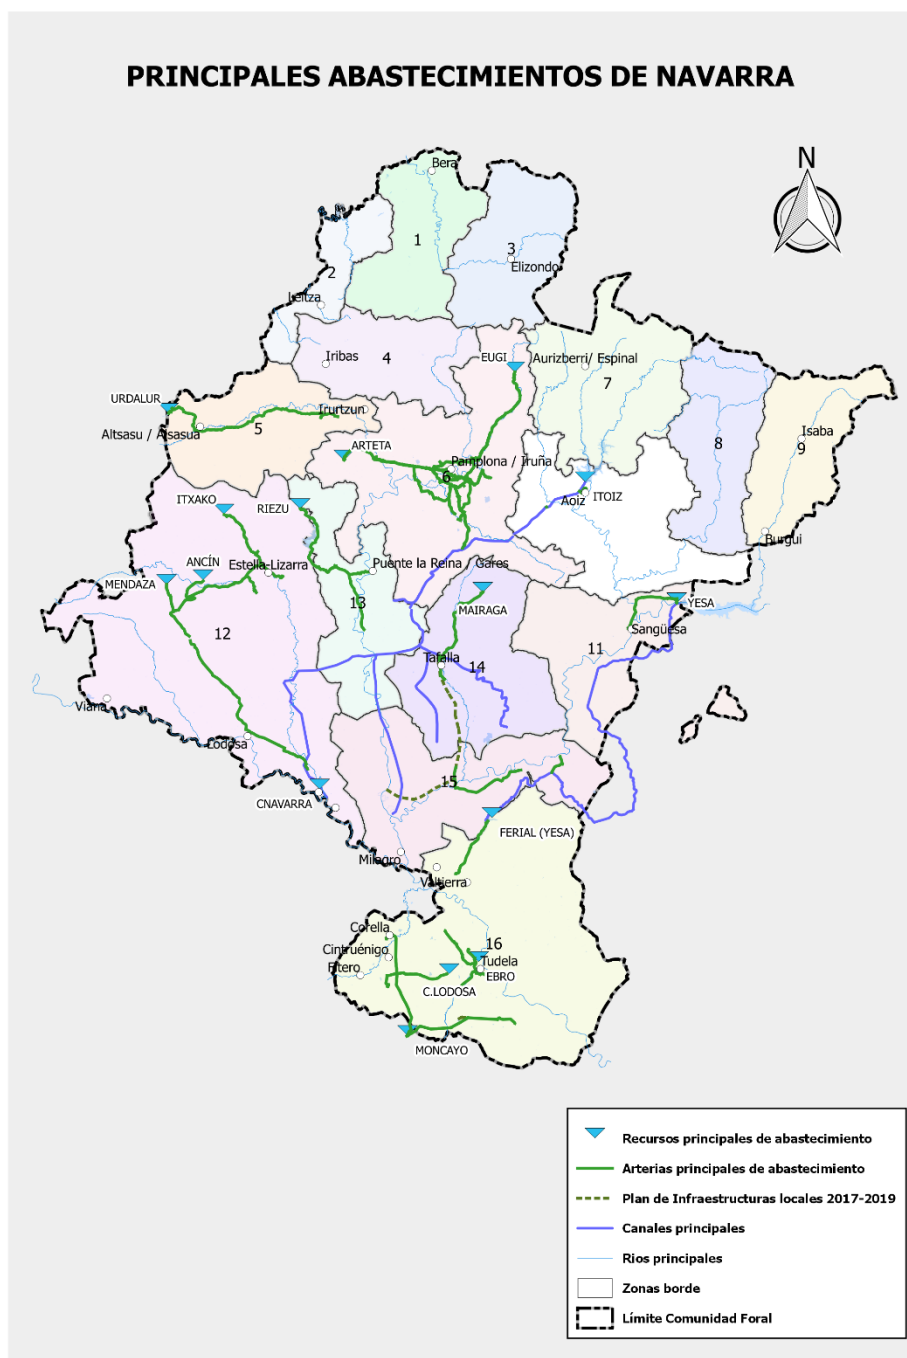 PRINCIPALES ABASTECIMIENTOS DE NAVARRA
N
Bera
1
3
Elizondo
2
Leitza
Iribas
4
EUGI
Aurizberri/ Espinal
7
URDALUR
Irurtzun
Altsasu / Alsasua
5
ARTETA
Isaba
8
9
Pamplona / Iruña
6
ITXAKO
RIEZU
Aoiz
ITOIZ
Burgui
ANCÍN
Estella-Lizarra
Puente la Reina / Gares
MENDAZA
MAIRAGA
YESA
13
Sangüesa
12
11
Tafalla
14
Viana
Lodosa
15
CNAVARRA
FERIAL (YESA)
Milagro
Valtierra
Corella
16
Cintruénigo
Tudela
Fitero
EBRO
C.LODOSA
MONCAYO
Recursos principales de abastecimiento
Arterias principales de abastecimiento
Plan de Infraestructuras locales 2017-2019
Canales principales
Rios principales
Zonas borde
Límite Comunidad Foral